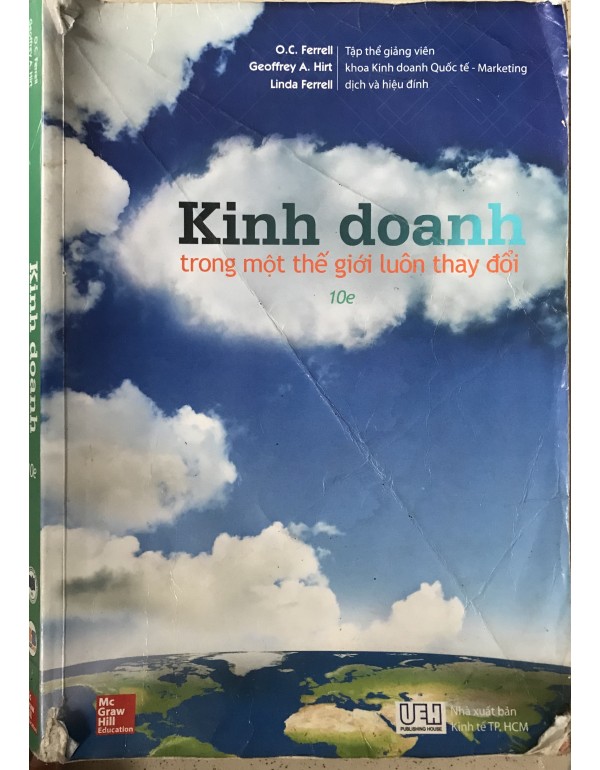 O.C. Ferrell
Geoffrey A. Hirt
Linda Ferrell
Tập thể giảng viên
khoa Kinh doanh Quốc tế - Marketing
dịch và hiệu đính
Kinh doanh
trong một thế giới luôn thay đổi
10e
Kinh doanh
Mc
Graw
Hill
Education
UEH
PUBLISHING HOUSE
Nhà xuất bản
Kinh tế TP. HCM